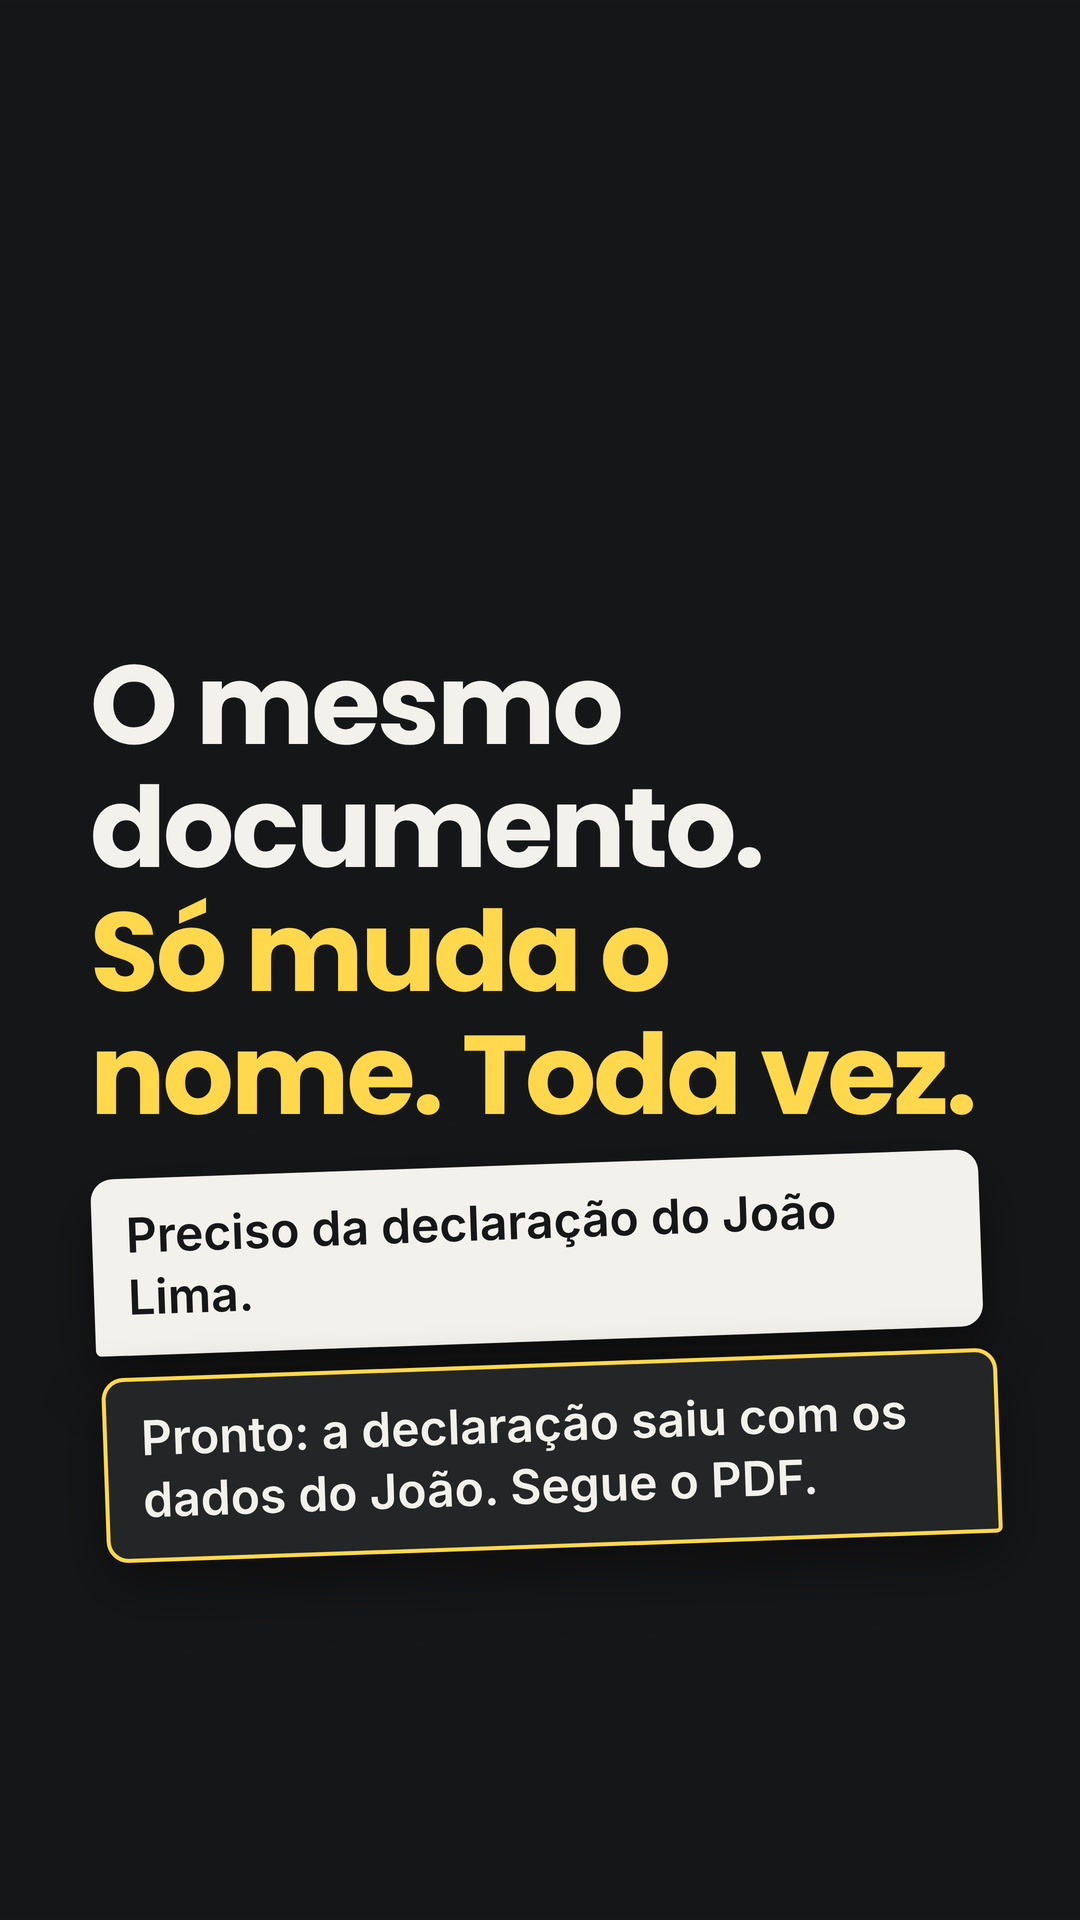 O mesmo
documento.
Só muda o
nome. Toda vez.
Preciso da declaração do João
Lima.
Pronto: a declaração saiu com os
dados do João. Segue o PDF.